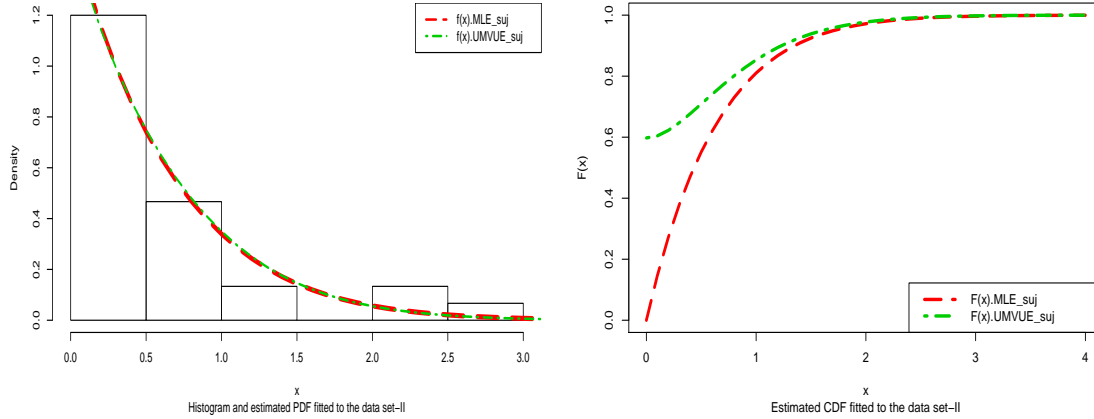 f(x).MLE_suj
f(x).UMVUE_suj
Density
0.0 0.2 0.4 0.6 0.8 1.0 1.2
0.0 0.5 1.0 1.5 2.0 2.5 3.0
x
Histogram and estimated PDF fitted to the data set−II
F(x)
0.0 0.2 0.4 0.6 0.8 1.0
F(x).MLE_suj
F(x).UMVUE_suj
0 1 2 3 4
x
Estimated CDF fitted to the data set−II